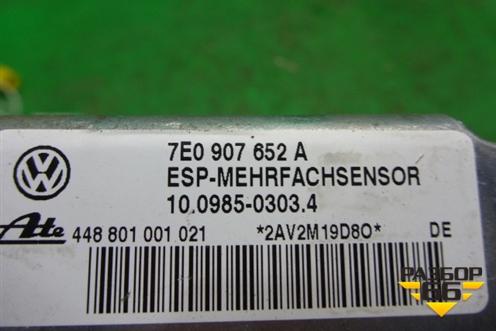 7E0 907 652 A
ESP-MEHRFACHSENSOR
10.0985-0303.4
Ate 448 801 001 021 *2AV2M19D8O* DE
РАЗБОР
66